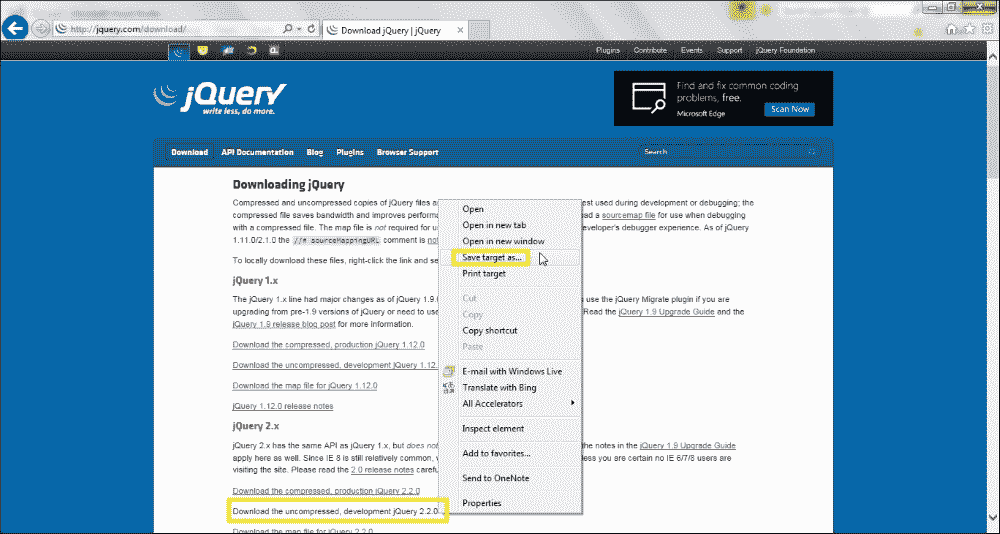 http://jquery.com/download/
Download jQuery | jQuery
Plugins Contribute Events Support jQuery Foundation
jQuery
write less, do more.
Find and fix common coding
problems, free.
Microsoft Edge
Scan Now
Download API Documentation Blog Plugins Browser Support
Search
Downloading jQuery
Compressed and uncompressed copies of jQuery files a
est used during development or debugging; the
compressed file saves bandwidth and improves performa
ad a sourcemap file for use when debugging
with a compressed file. The map file is not required for u
eveloper's debugger experience. As of jQuery
1.11.0/2.1.0 the //# sourceMappingURL comment is not
To locally download these files, right-click the link and se
jQuery 1.x
The jQuery 1.x line had major changes as of jQuery 1.9.0
s use the jQuery Migrate plugin if you are
upgrading from pre-1.9 versions of jQuery or need to use
Read the jQuery 1.9 Upgrade Guide and the
jQuery 1.9 release blog post for more information.
Download the compressed, production jQuery 1.12.0
Download the uncompressed, development jQuery 1.12.
Download the map file for jQuery 1.12.0
jQuery 1.12.0 release notes
jQuery 2.x
jQuery 2.x has the same API as jQuery 1.x, but does not
the notes in the jQuery 1.9 Upgrade Guide
apply here as well. Since IE 8 is still relatively common,
less you are certain no IE 6/7/8 users are
visiting the site. Please read the 2.0 release notes caref
Download the compressed, production jQuery 2.2.0
Download the uncompressed, development jQuery 2.2.0
Download the map file for jQuery 2.2.0
Open
Open in new tab
Open in new window
Save target as...
Print target
Cut
Copy
Copy shortcut
Paste
E-mail with Windows Live
Translate with Bing
All Accelerators
Inspect element
Add to favorites...
Send to OneNote
Properties